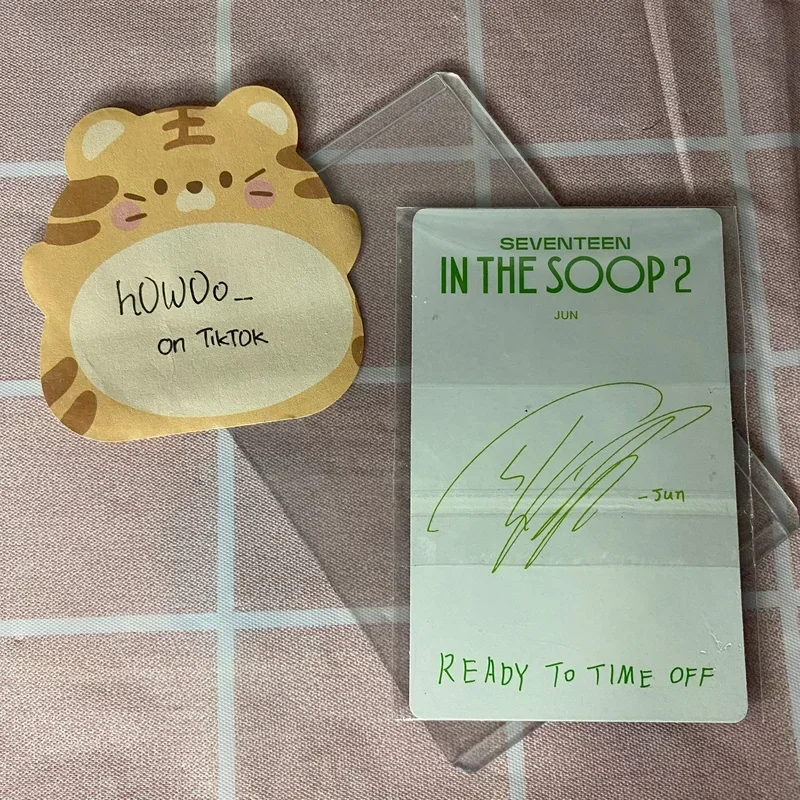 hOWOo_
on TikTOK
SEVENTEEN
IN THE SOOP 2
JUN
-Jun
READY TO TIME OFF